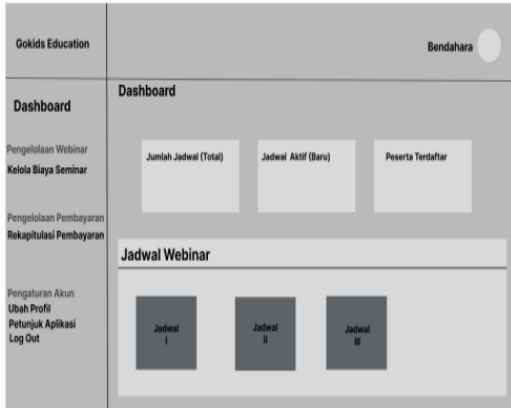 Gokids Education
Bendahara
Dashboard
Pengelolaan Webinar
Kelola Biaya Seminar
Pengelolaan Pembayaran
Rekapitulasi Pembayaran
Pengaturan Akun
Ubah Profil
Petunjuk Aplikasi
Log Out
Dashboard
Jumlah Jadwal (Total)
Jadwal Aktif (Baru)
Peserta Terdaftar
Jadwal Webinar
Jadwal
I
Jadwal
II
Jadwal
III